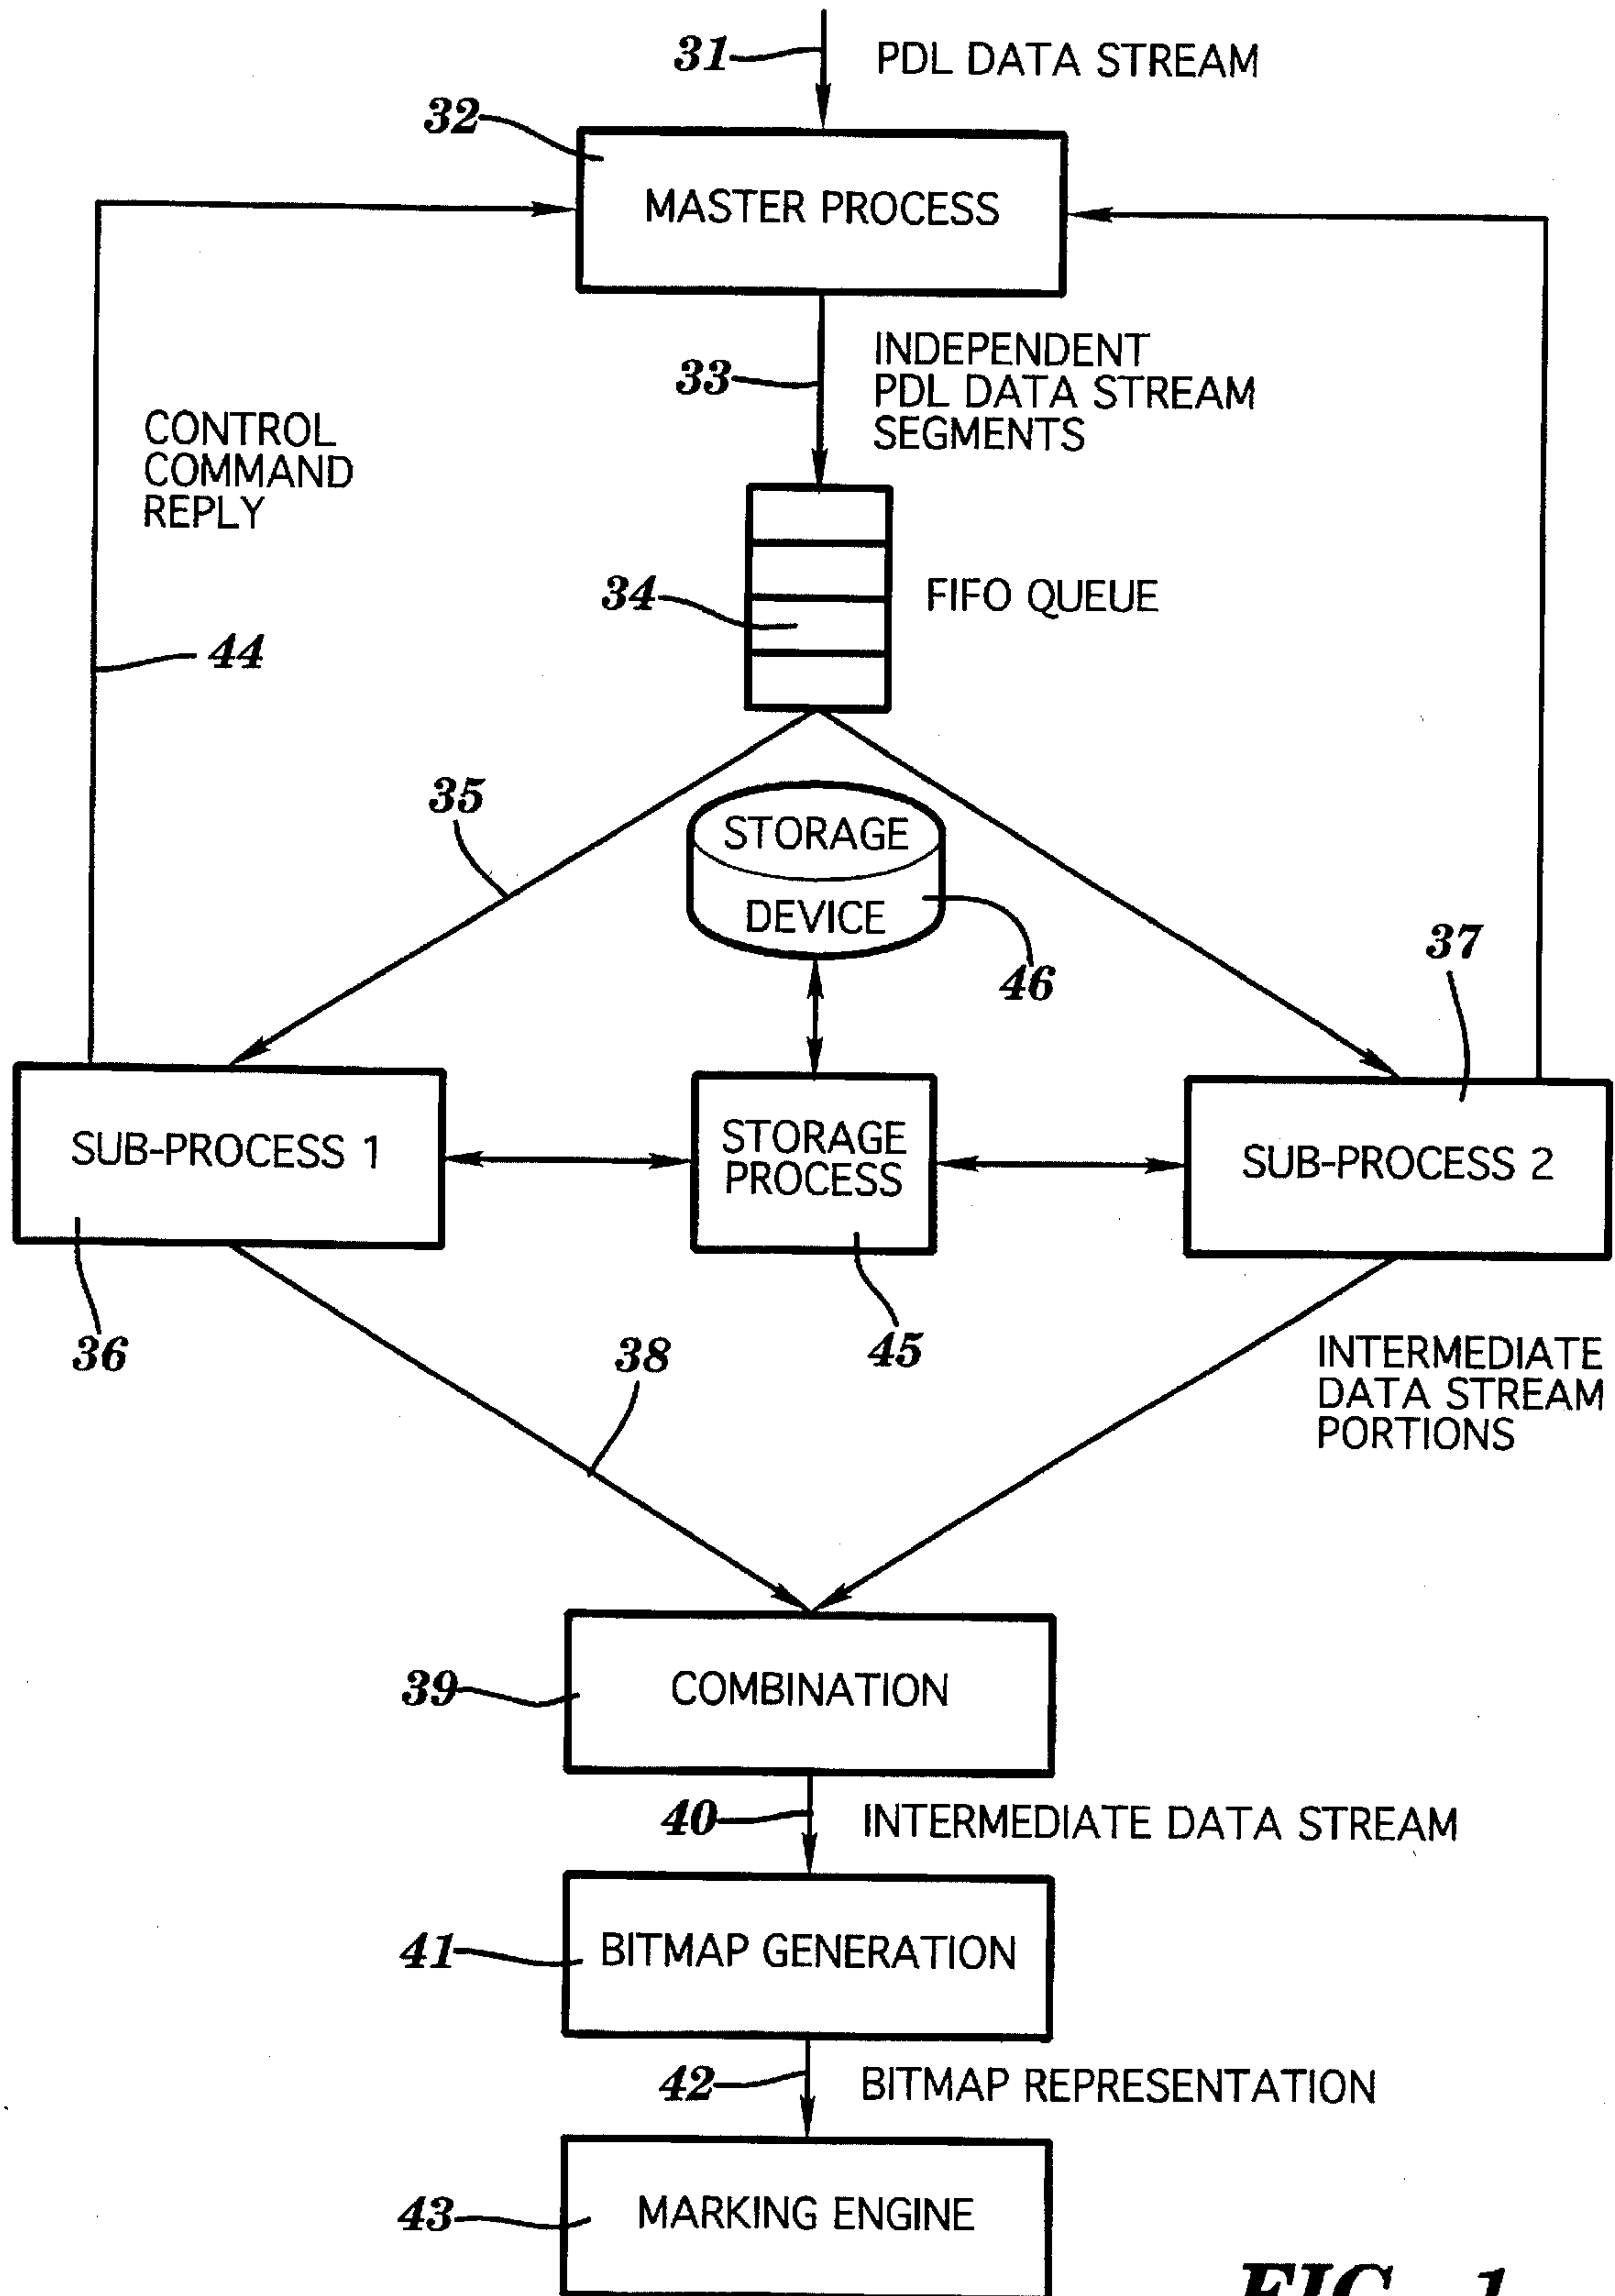 31
PDL DATA STREAM
32
MASTER PROCESS
33
INDEPENDENT
PDL DATA STREAM
SEGMENTS
CONTROL
COMMAND
REPLY
34
FIFO QUEUE
44
35
STORAGE
DEVICE
46
37
SUB-PROCESS 1
STORAGE
PROCESS
SUB-PROCESS 2
36
38
45
INTERMEDIATE
DATA STREAM
PORTIONS
39
COMBINATION
40
INTERMEDIATE DATA STREAM
41
BITMAP GENERATION
42
BITMAP REPRESENTATION
43
MARKING ENGINE
FIG. 1